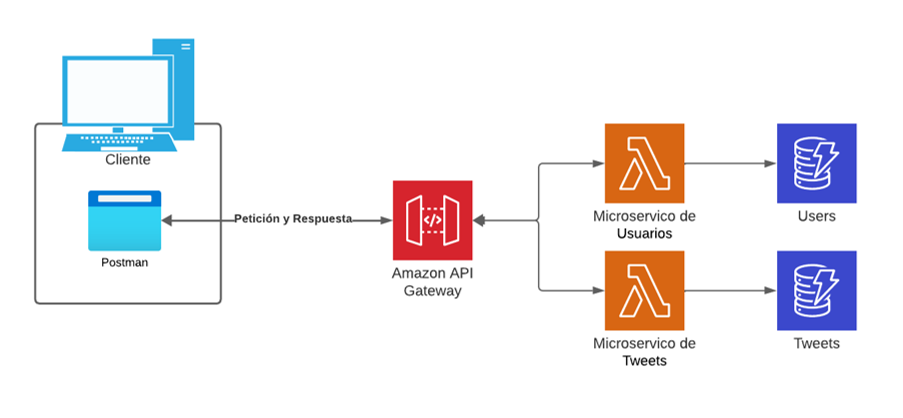 Cliente
Postman
Petición y Respuesta
</>
Amazon API
Gateway
Microservico de
Usuarios
Users
Microservico de
Tweets
Tweets